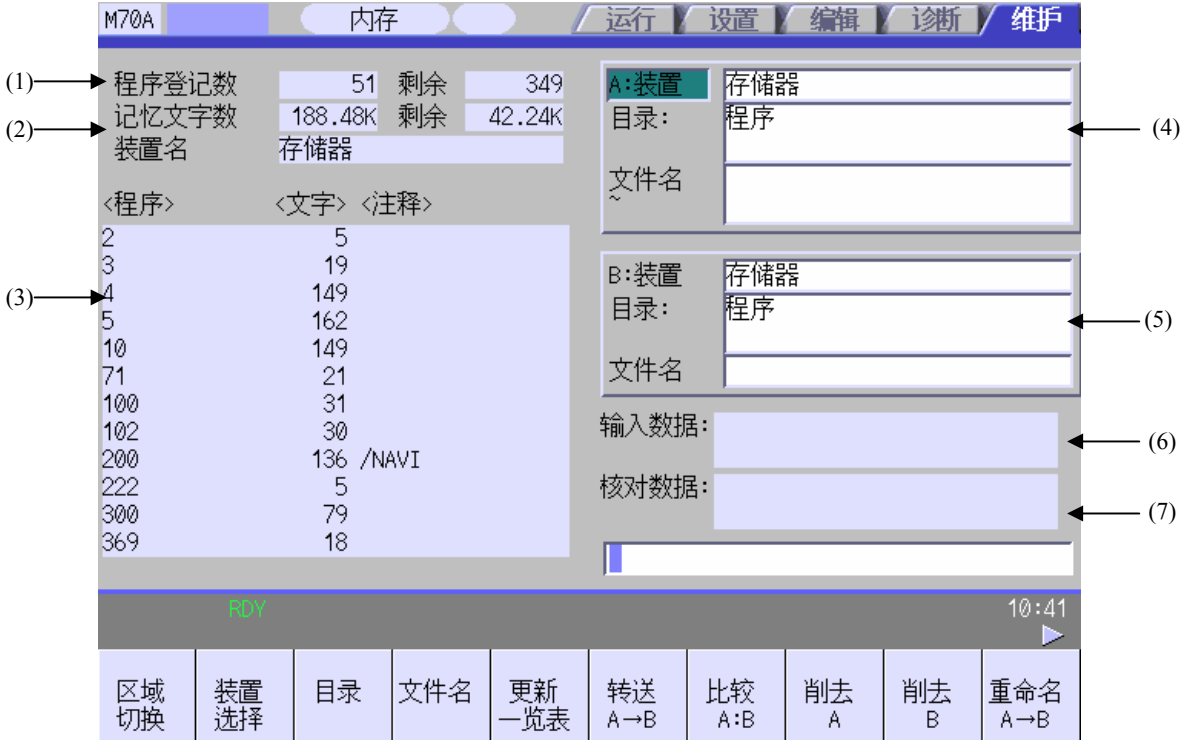 M70A 内存 运行 设置 编辑 诊断 维护
(1) 程序登记数 51 剩余 349
(2) 记忆文字数 188.48K 剩余 42.24K
装置名 存储器
<程序> <文字> <注释>
(3)
2 5
3 19
4 149
5 162
10 149
71 21
100 31
102 30
200 136 /NAVI
222 5
300 79
369 18
A:装置 存储器
目录: 程序 (4)
文件名
~
B:装置 存储器
目录: 程序 (5)
文件名
输入数据: (6)
核对数据: (7)
RDY 10:41
区域切换 装置选择 目录 文件名 更新一览表 转送A→B 比较A:B 削去A 削去B 重命名A→B